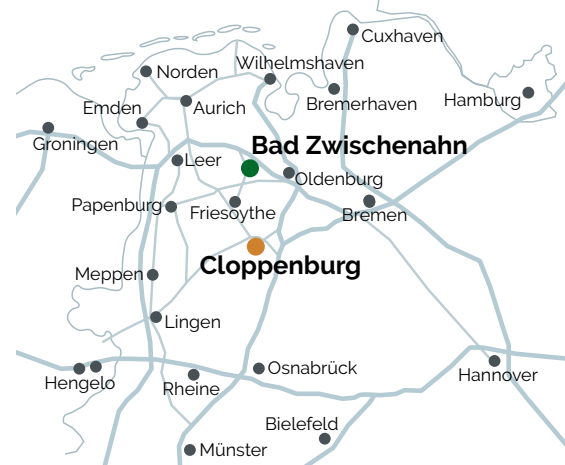 Cuxhaven
Wilhelmshaven
Norden
Hamburg
Bremerhaven
Emden
Aurich
Groningen
Bad Zwischenahn
Leer
Oldenburg
Papenburg
Friesoythe
Bremen
Cloppenburg
Meppen
Lingen
Osnabrück
Hannover
Hengelo
Rheine
Bielefeld
Münster